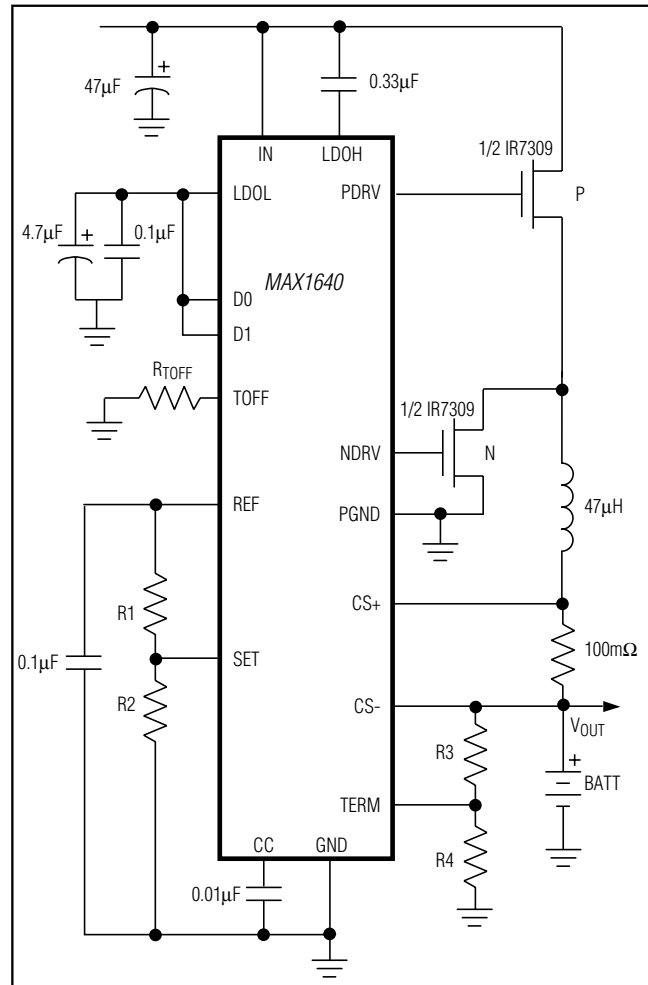 47μF
+
0.33μF
IN
LDOH
1/2 IR7309
LDOL
PDRV
P
4.7μF
+
0.1μF
MAX1640
D0
D1
RTOFF
TOFF
1/2 IR7309
NDRV
N
REF
PGND
47μH
R1
CS+
0.1μF
SET
100mΩ
R2
CS-
VOUT
R3
+
BATT
TERM
CC
GND
R4
0.01μF